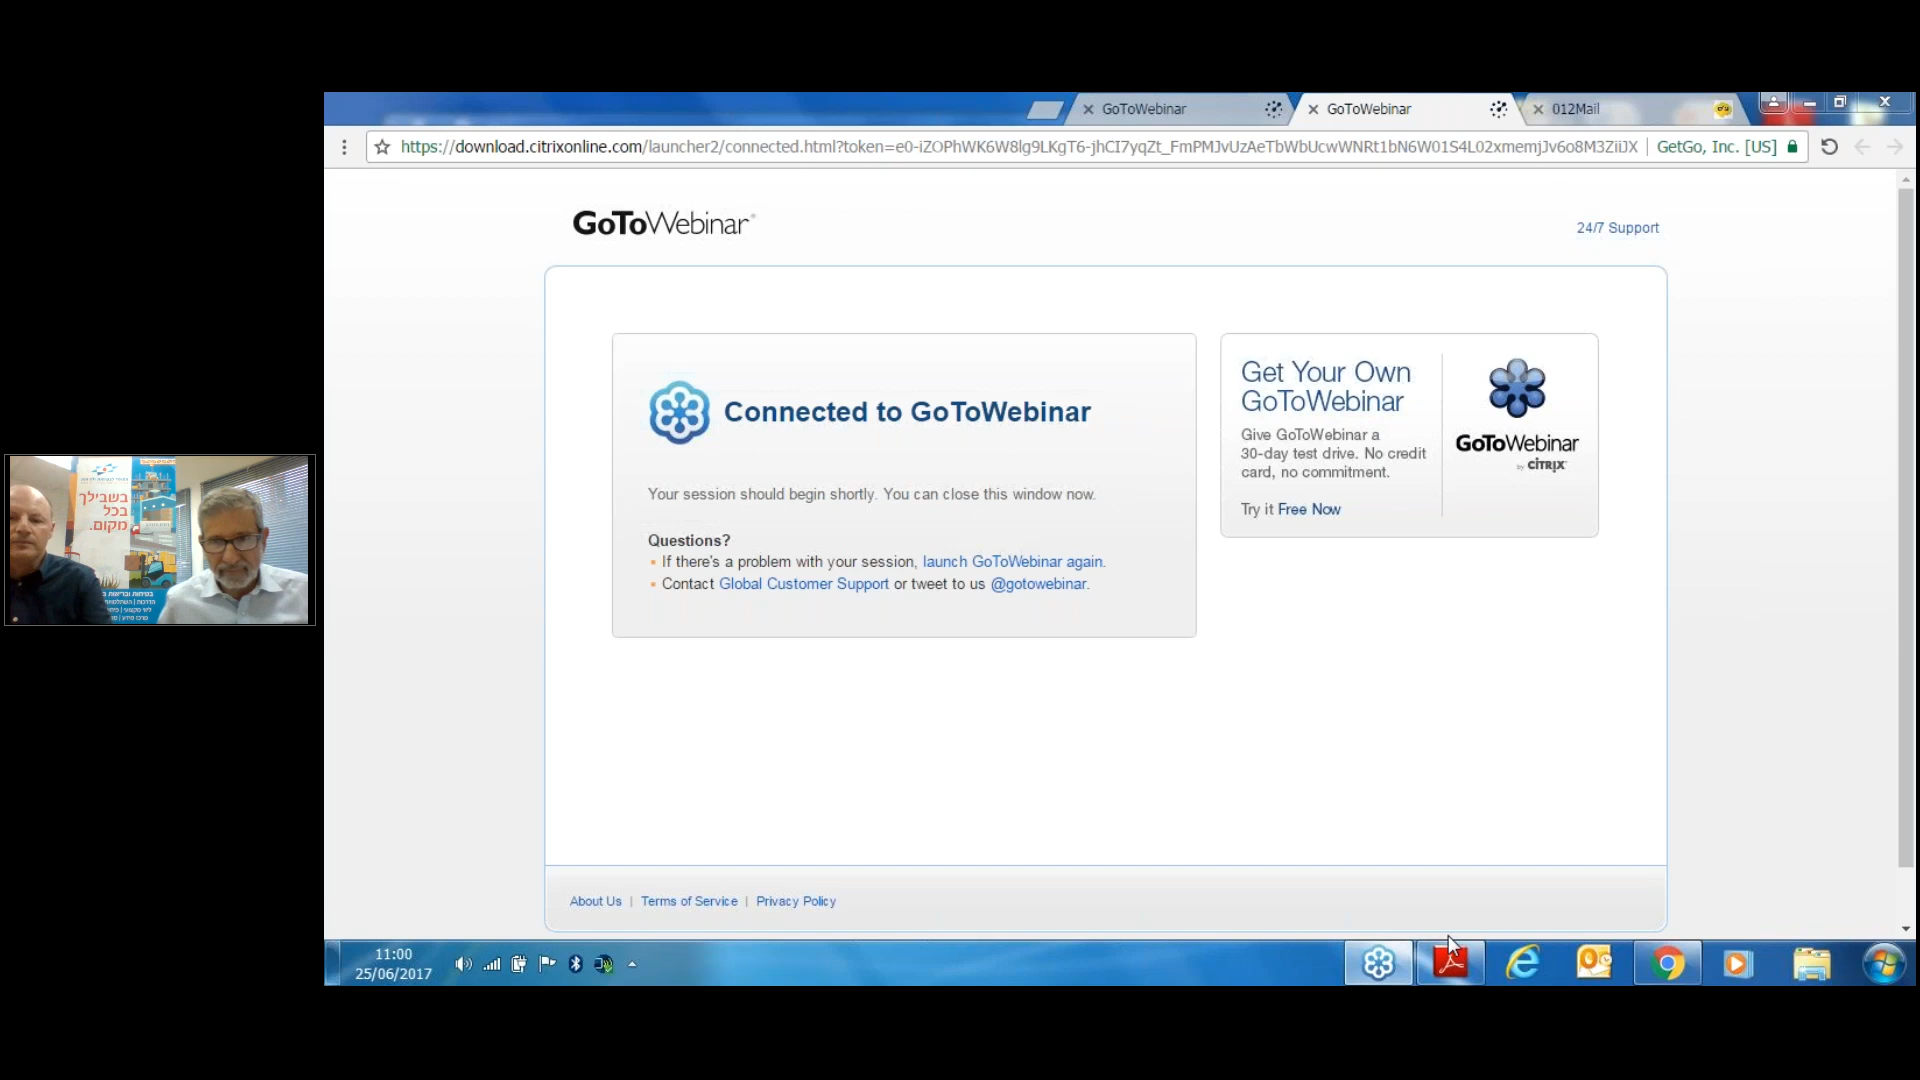 GoToWebinar
GoToWebinar
012Mail
https://download.citrixonline.com/launcher2/connected.html?token=e0-iZOPhWK6W8lg9LKgT6-jhCI7yqZt_FmPMJvUzAeTbWbUcwWNRt1bN6W01S4L02xmemjJv6o8M3ZiiJX
GetGo, Inc. [US]
GoToWebinar
24/7 Support
Connected to GoToWebinar
Your session should begin shortly. You can close this window now.
Questions?
If there's a problem with your session, launch GoToWebinar again.
Contact Global Customer Support or tweet to us @gotowebinar.
Get Your Own
GoToWebinar
Give GoToWebinar a
30-day test drive. No credit
card, no commitment.
Try it Free Now
GoToWebinar
by CITRIX
בשבילך
בכל
מקום.
About Us | Terms of Service | Privacy Policy
11:00
25/06/2017